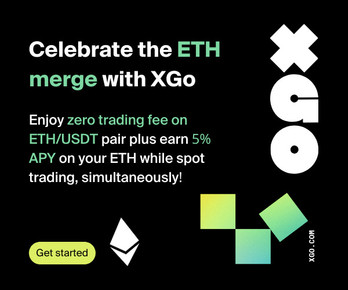 Celebrate the ETH
merge with XGo
Enjoy zero trading fee on
ETH/USDT pair plus earn 5%
APY on your ETH while spot
trading, simultaneously!
Get started
XGO
XGO.COM